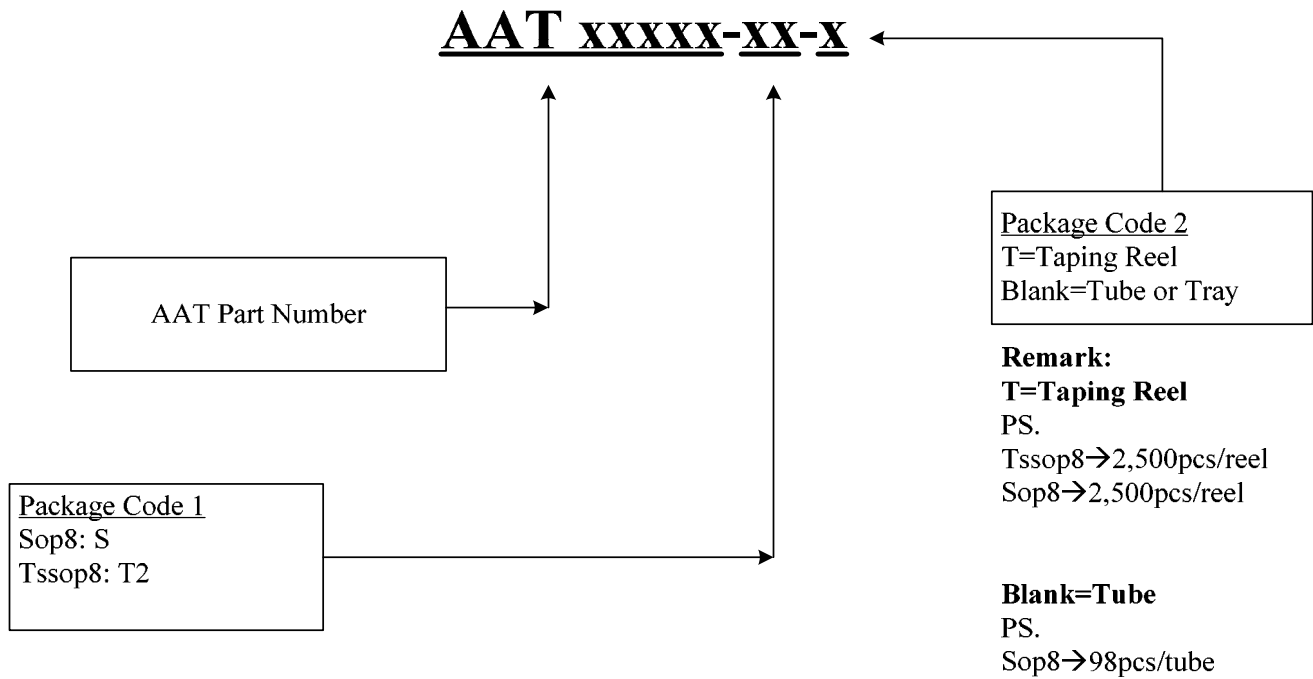 AAT xxxxx-xx-x
Package Code 2
T=Taping Reel
Blank=Tube or Tray
AAT Part Number
Remark:
T=Taping Reel
PS.
Tssop8→2,500pcs/reel
Sop8→2,500pcs/reel
Package Code 1
Sop8: S
Tssop8: T2
Blank=Tube
PS.
Sop8→98pcs/tube